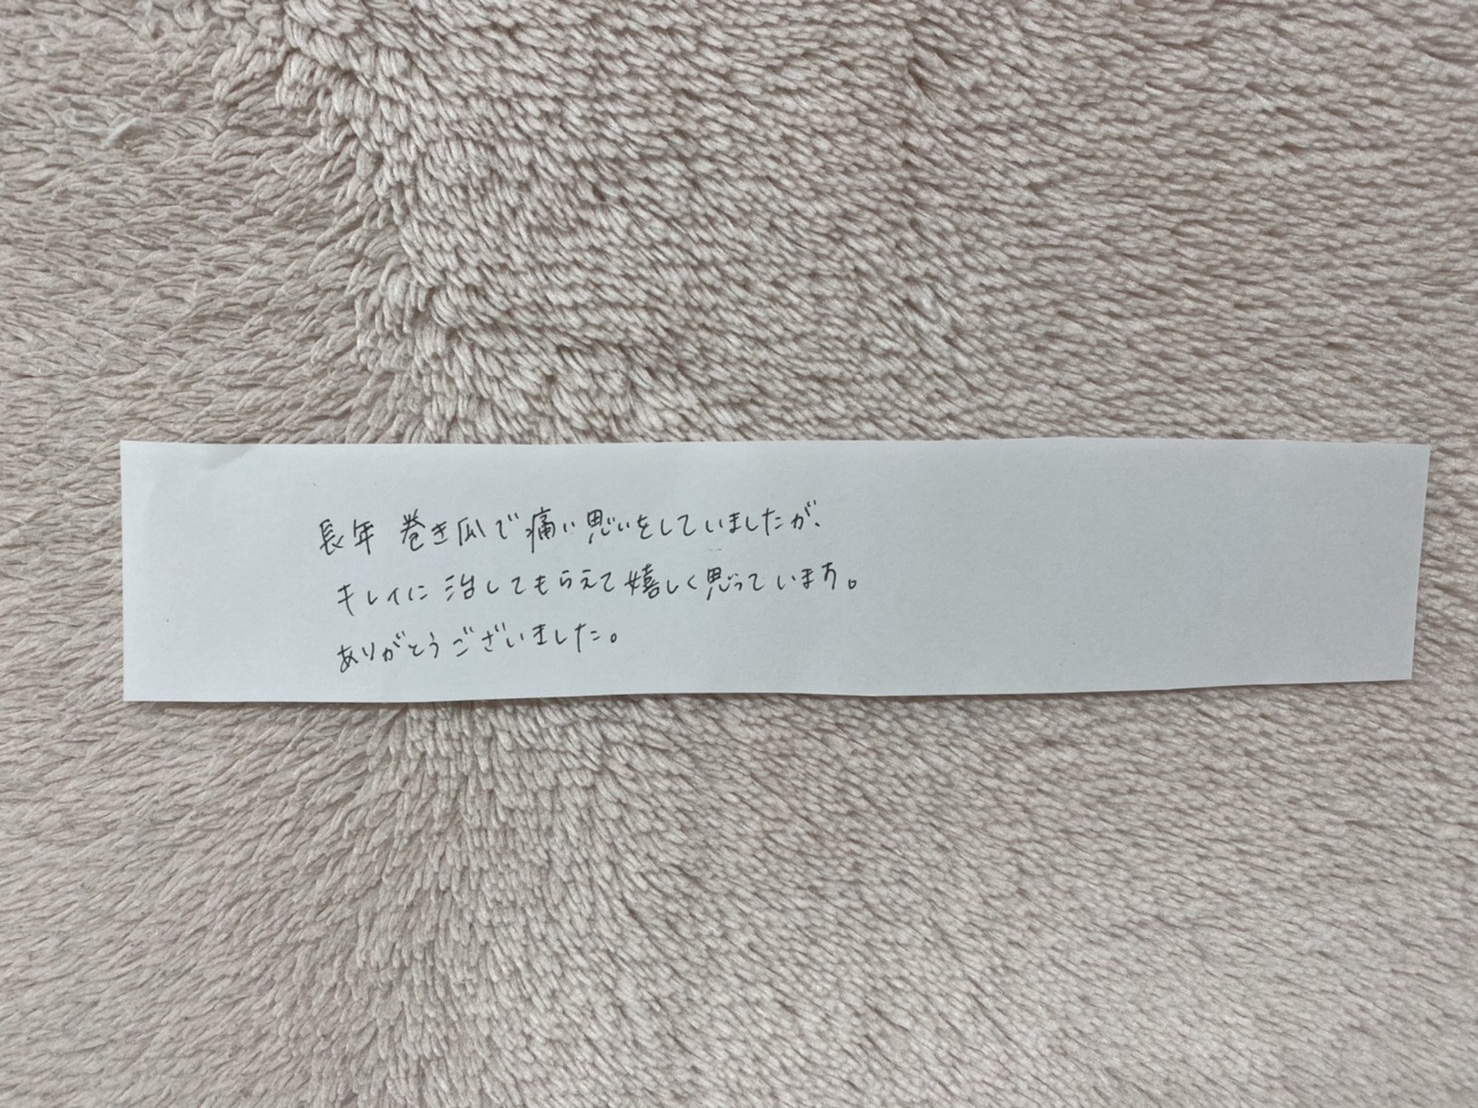 長年 巻き爪で痛い思いをしていましたが、
キレイに治してもらえて嬉しく思っています。
ありがとうございました。